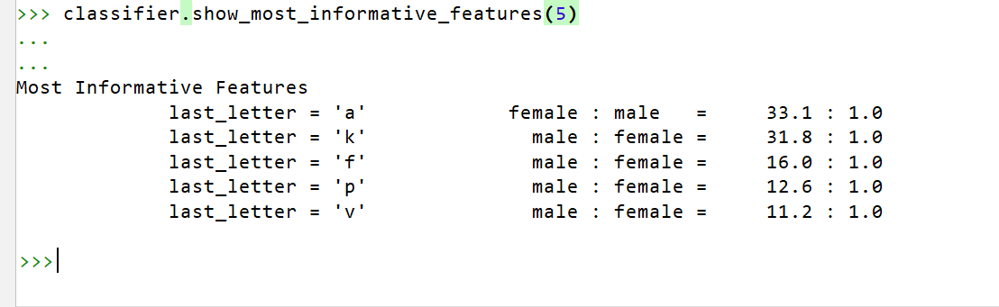 >>> classifier.show_most_informative_features(5)
...
...
Most Informative Features
             last_letter = 'a'            female : male   =     33.1 : 1.0
             last_letter = 'k'              male : female =     31.8 : 1.0
             last_letter = 'f'              male : female =     16.0 : 1.0
             last_letter = 'p'              male : female =     12.6 : 1.0
             last_letter = 'v'              male : female =     11.2 : 1.0
>>>